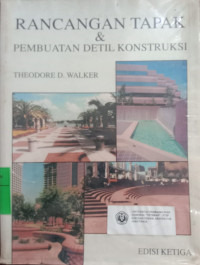 RANCANGAN TAPAK
&
PEMBUATAN DETIL KONSTRUKSI
THEODORE D. WALKER
EDISI KETIGA